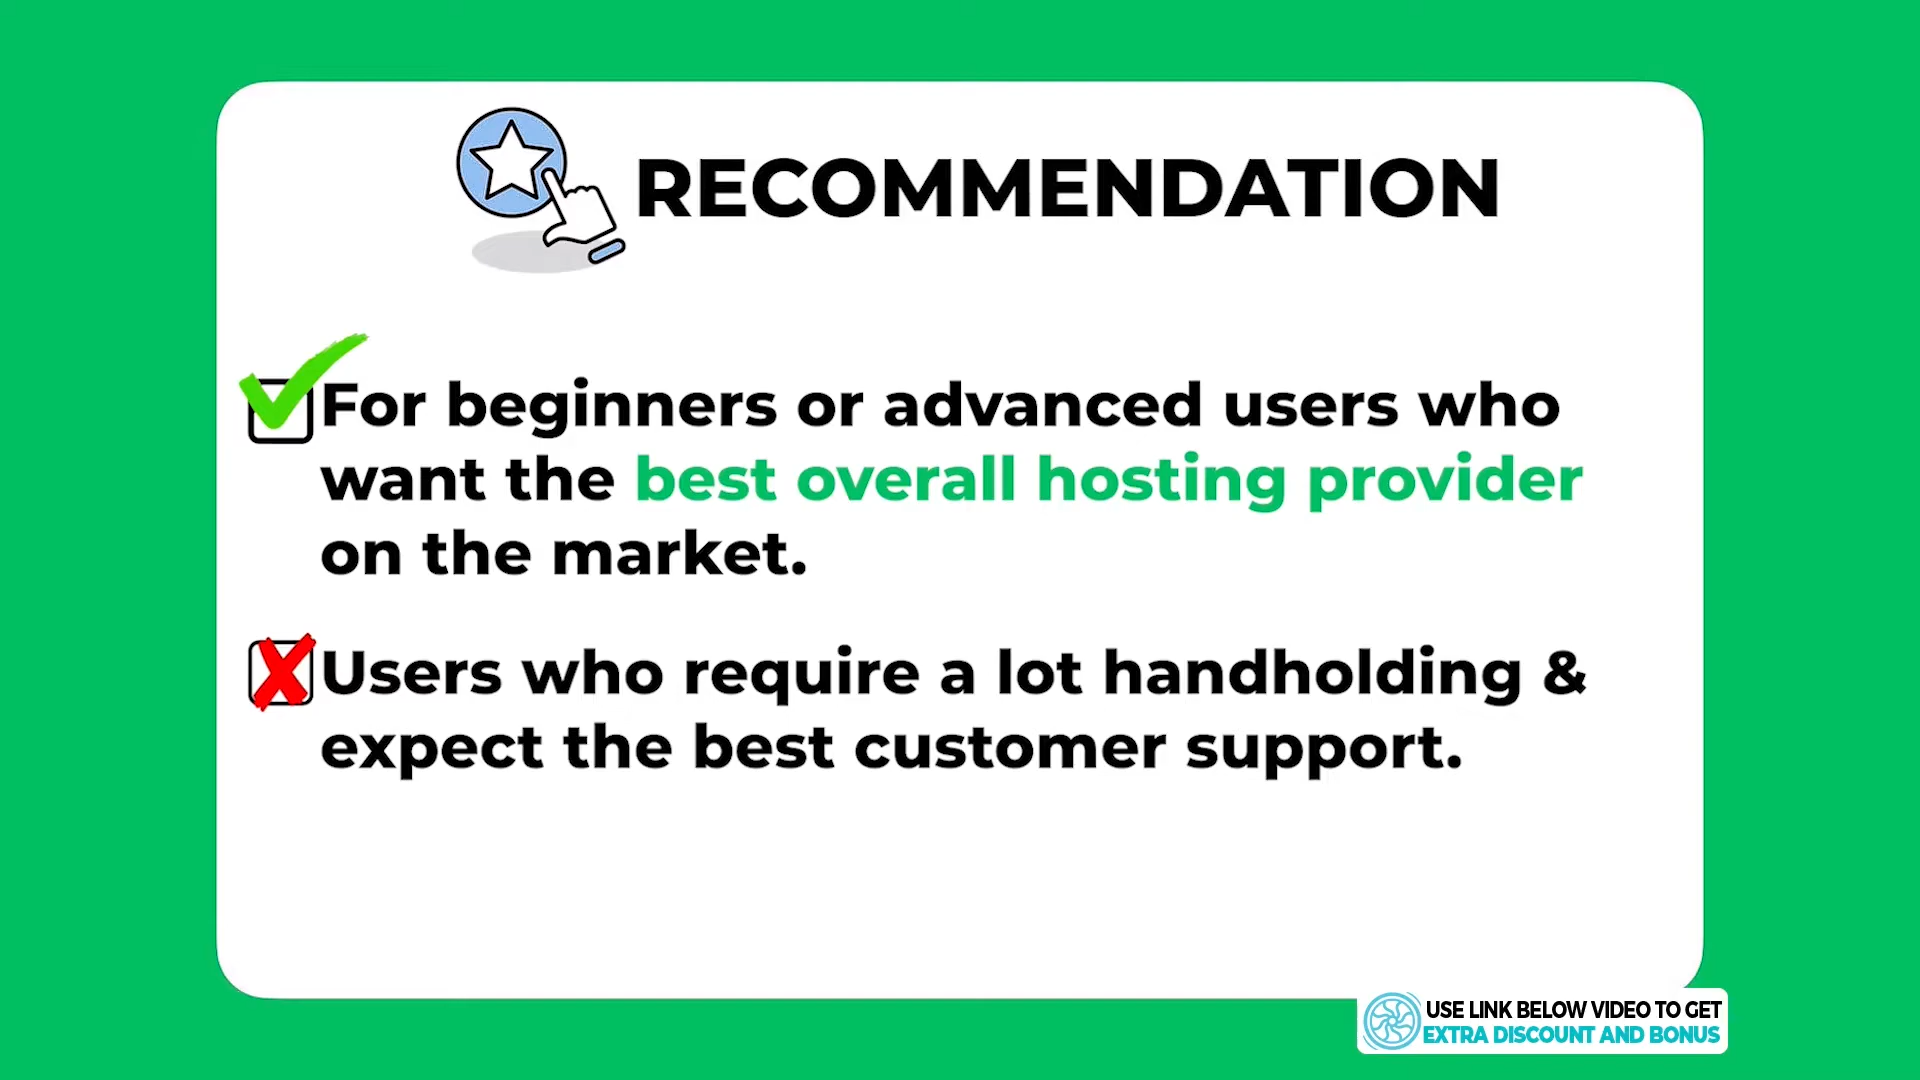 RECOMMENDATION
For beginners or advanced users who
want the best overall hosting provider
on the market.
Users who require a lot handholding &
expect the best customer support.
USE LINK BELOW VIDEO TO GET
EXTRA DISCOUNT AND BONUS